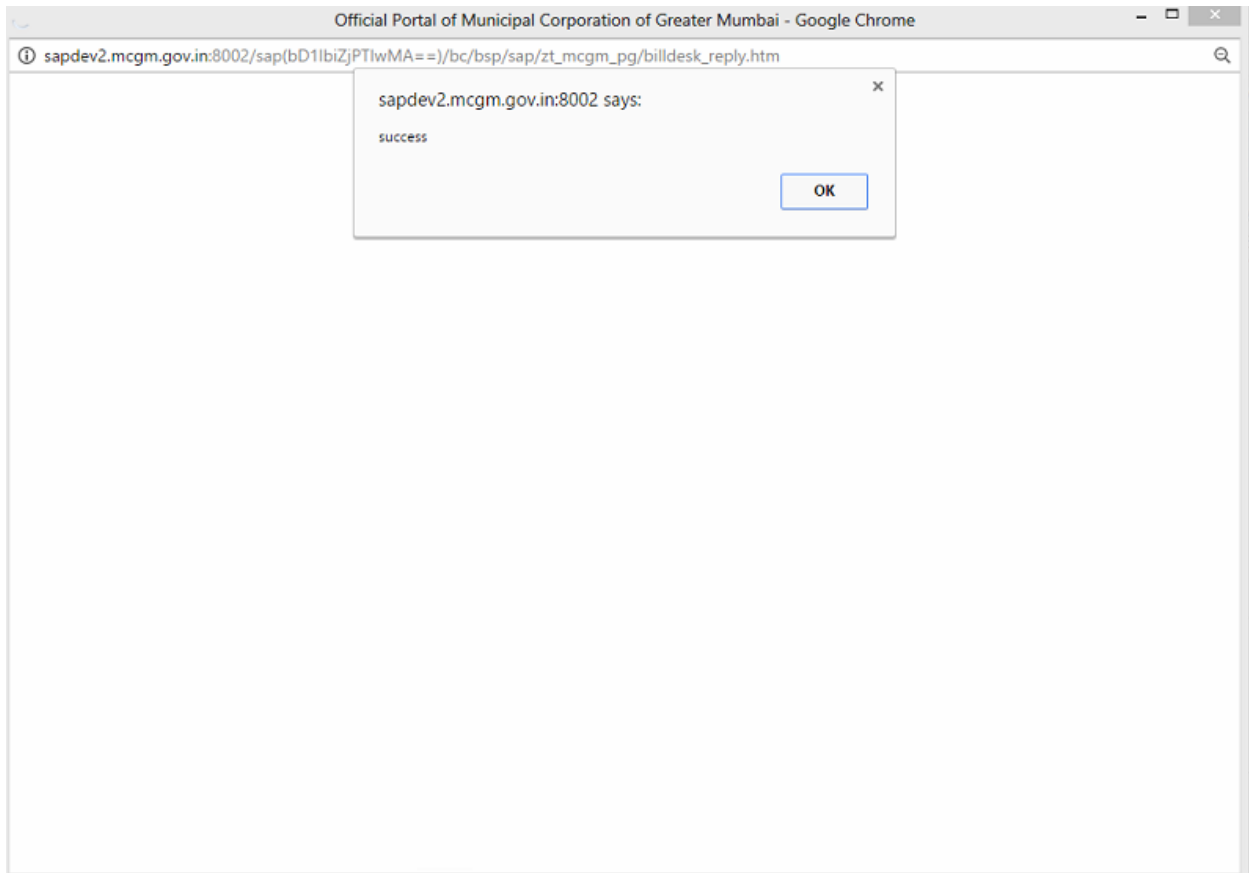 Official Portal of Municipal Corporation of Greater Mumbai - Google Chrome
sapdev2.mcgm.gov.in:8002/sap(bD1lbiZjPTIwMA==)/bc/bsp/sap/zt_mcgm_pg/billdesk_reply.htm
sapdev2.mcgm.gov.in:8002 says:
success
OK